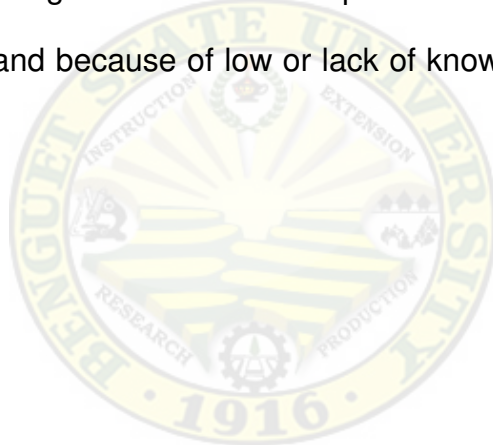 and because of low or lack of know
BENGUET STATE UNIVERSITY
INSTRUCTION
EXTENSION
RESEARCH
PRODUCTION
1916